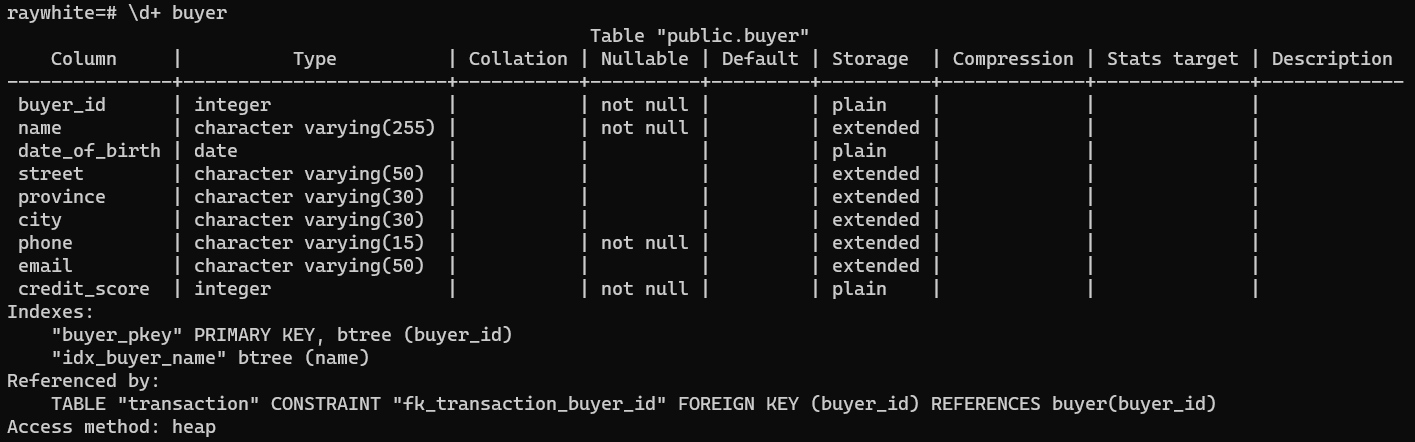 raywhite=# \d+ buyer
                                                     Table "public.buyer"
    Column     |          Type          | Collation | Nullable | Default | Storage  | Compression | Stats target | Description
---------------+------------------------+-----------+----------+---------+----------+-------------+--------------+-------------
 buyer_id      | integer                |           | not null |         | plain    |             |              |
 name          | character varying(255) |           | not null |         | extended |             |              |
 date_of_birth | date                   |           |          |         | plain    |             |              |
 street        | character varying(50)  |           |          |         | extended |             |              |
 province      | character varying(30)  |           |          |         | extended |             |              |
 city          | character varying(30)  |           |          |         | extended |             |              |
 phone         | character varying(15)  |           | not null |         | extended |             |              |
 email         | character varying(50)  |           |          |         | extended |             |              |
 credit_score  | integer                |           | not null |         | plain    |             |              |
Indexes:
    "buyer_pkey" PRIMARY KEY, btree (buyer_id)
    "idx_buyer_name" btree (name)
Referenced by:
    TABLE "transaction" CONSTRAINT "fk_transaction_buyer_id" FOREIGN KEY (buyer_id) REFERENCES buyer(buyer_id)
Access method: heap